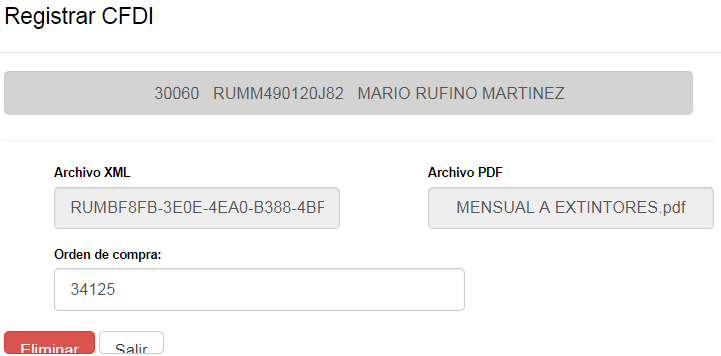 Registrar CFDI
30060 RUMM490120J82 MARIO RUFINO MARTINEZ
Archivo XML Archivo PDF
RUMBF8FB-3E0E-4EA0-B388-4BF MENSUAL A EXTINTORES.pdf
Orden de compra:
34125
Eliminar Salir